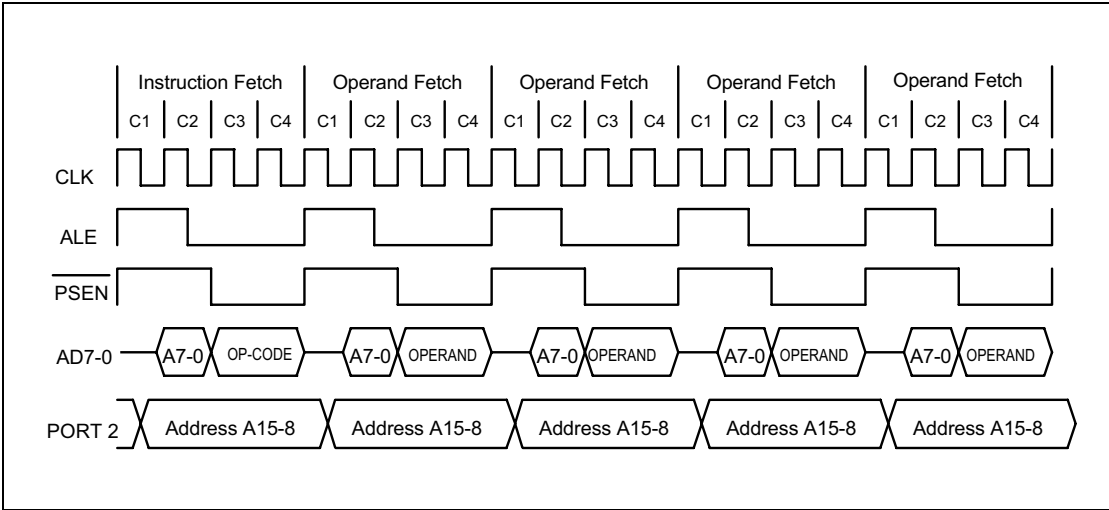 Instruction Fetch Operand Fetch Operand Fetch Operand Fetch Operand Fetch
C1 C2 C3 C4 C1 C2 C3 C4 C1 C2 C3 C4 C1 C2 C3 C4 C1 C2 C3 C4
CLK
ALE
PSEN
AD7-0 A7-0 OP-CODE A7-0 OPERAND A7-0 OPERAND A7-0 OPERAND A7-0 OPERAND
PORT 2 Address A15-8 Address A15-8 Address A15-8 Address A15-8 Address A15-8